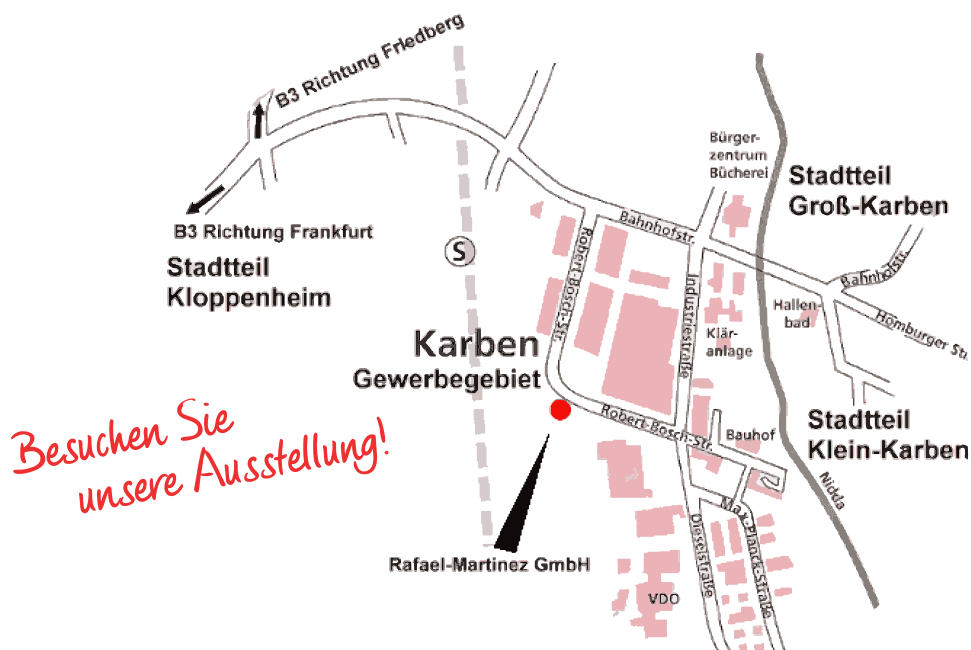 B3 Richtung Friedberg
Bürger-
zentrum
Bücherei
Stadtteil
Groß-Karben
B3 Richtung Frankfurt
Stadtteil
Kloppenheim
S
Bahnhofstr.
Robert-Bosch-Str.
Industriestraße
Bahnhofstr.
Hallen-
bad
Homburger Str
Klär-
anlage
Karben
Gewerbegebiet
Besuchen Sie
unsere Ausstellung!
Robert-Bosch-Str.
Bauhof
Stadtteil
Klein-Karben
Nidda
Max-Planck-Straße
Dieselstraße
Rafael-Martinez GmbH
VDO